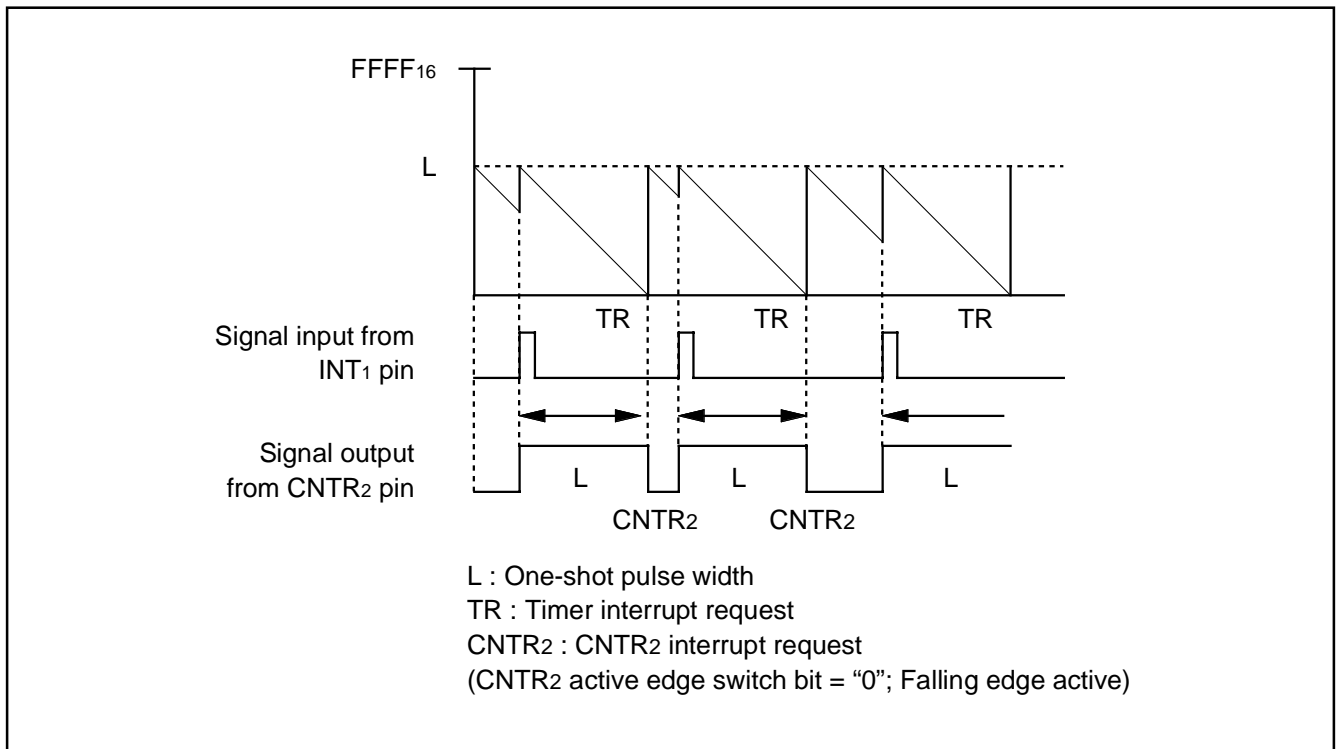 FFFF16
L
TR TR TR
Signal input from
INT1 pin
Signal output
from CNTR2 pin
L L L
CNTR2 CNTR2
L : One-shot pulse width
TR : Timer interrupt request
CNTR2 : CNTR2 interrupt request
(CNTR2 active edge switch bit = “0”; Falling edge active)